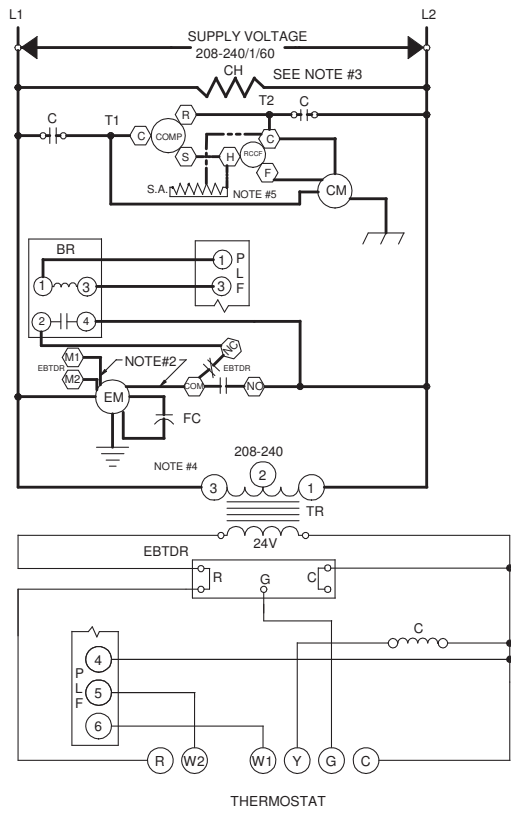 L1
L2
SUPPLY VOLTAGE
208-240/1/60
CH
SEE NOTE #3
C
T1
C
COMP
R
S
T2
C
H
RCCF
C
F
S.A.
NOTE #5
CM
BR
1
3
2
4
1
3
P
L
F
M1
EBTDR
M2
NOTE#2
NC
EBTDR
COM
NO
EM
FC
208-240
NOTE #4
3
2
1
TR
24V
EBTDR
R
G
C
C
P
L
F
4
5
6
R
W2
W1
Y
G
C
THERMOSTAT